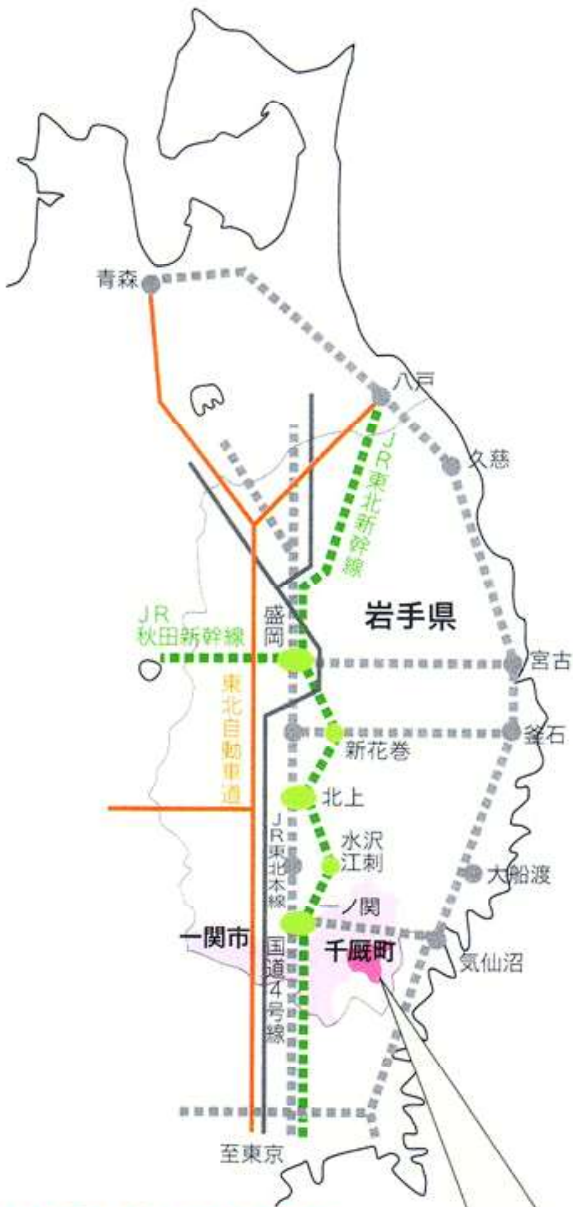 青森
八戸
久慈
JR東北新幹線
盛岡
岩手県
JR
秋田新幹線
宮古
東北自動車道
新花巻
釜石
北上
JR東北本線
水沢
江刺
大船渡
一ノ関
一関市
千厩町
気仙沼
国道4号線
至東京